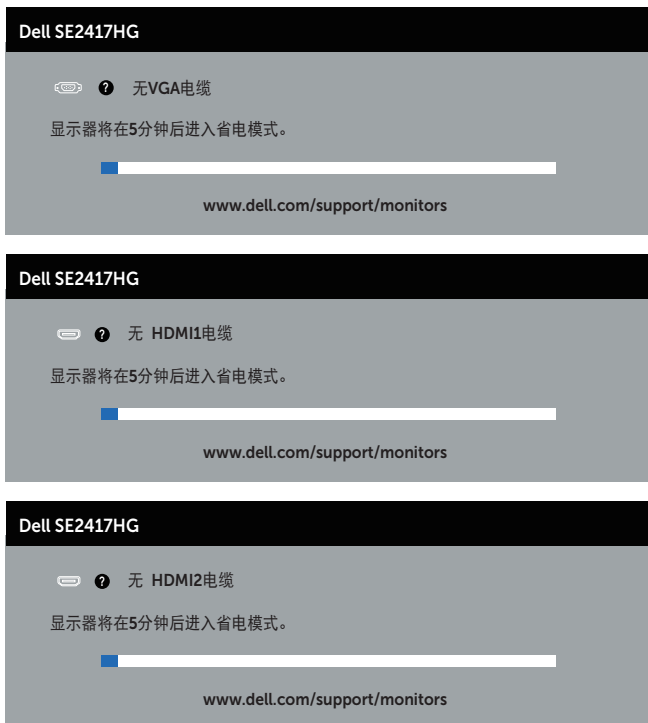 Dell SE2417HG
? 无VGA电缆
显示器将在5分钟后进入省电模式。
www.dell.com/support/monitors
Dell SE2417HG
? 无 HDMI1电缆
显示器将在5分钟后进入省电模式。
www.dell.com/support/monitors
Dell SE2417HG
? 无 HDMI2电缆
显示器将在5分钟后进入省电模式。
www.dell.com/support/monitors